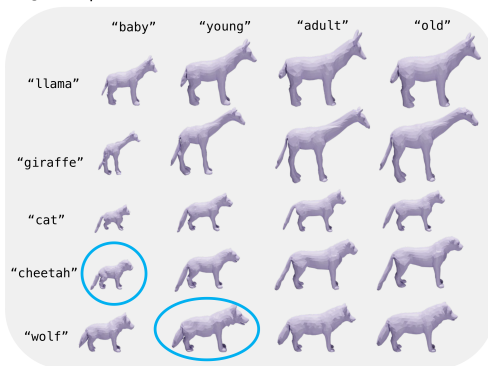 “baby” “young” “adult” “old”
“llama”
“giraffe”
“cat”
“cheetah”
“wolf”